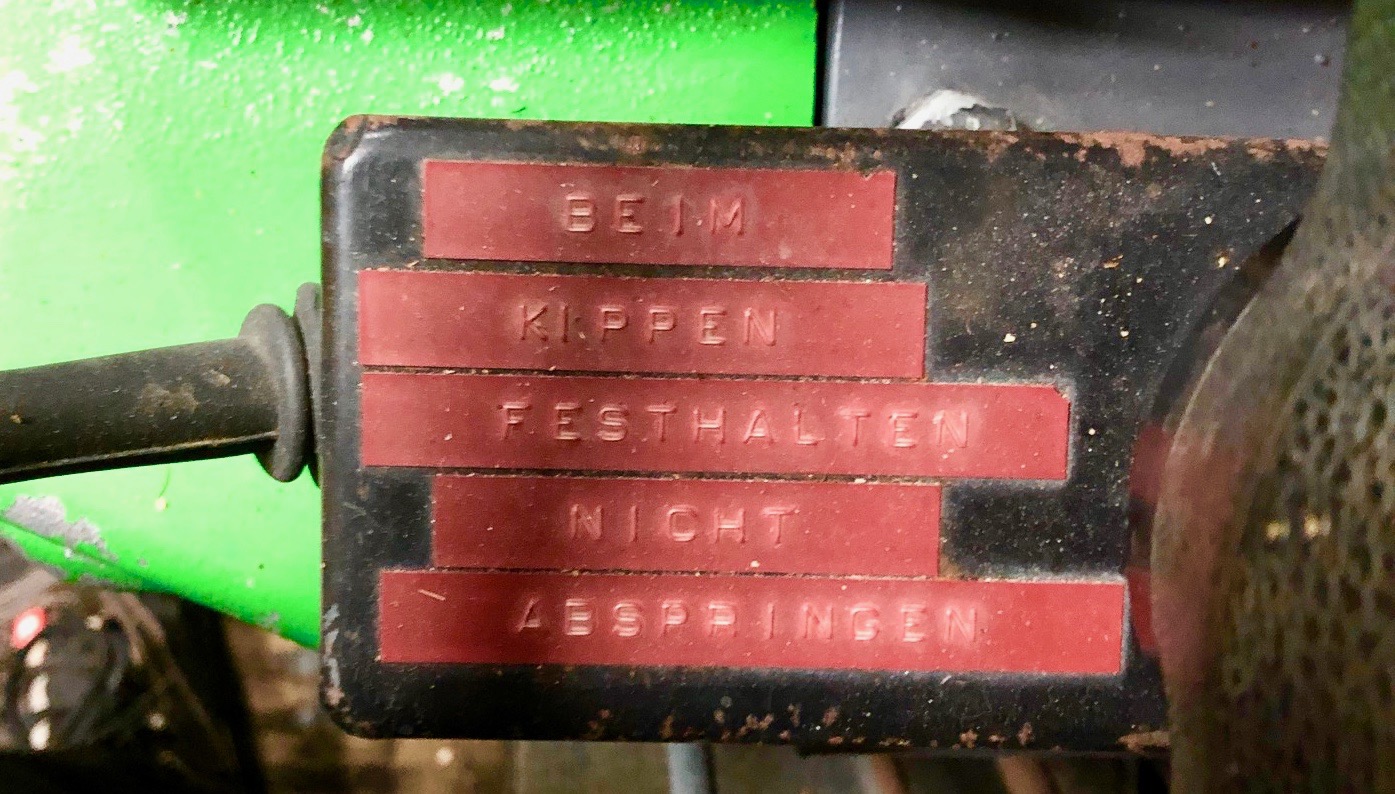 BEIM
KIPPEN
FESTHALTEN
NICHT
ABSPRINGEN